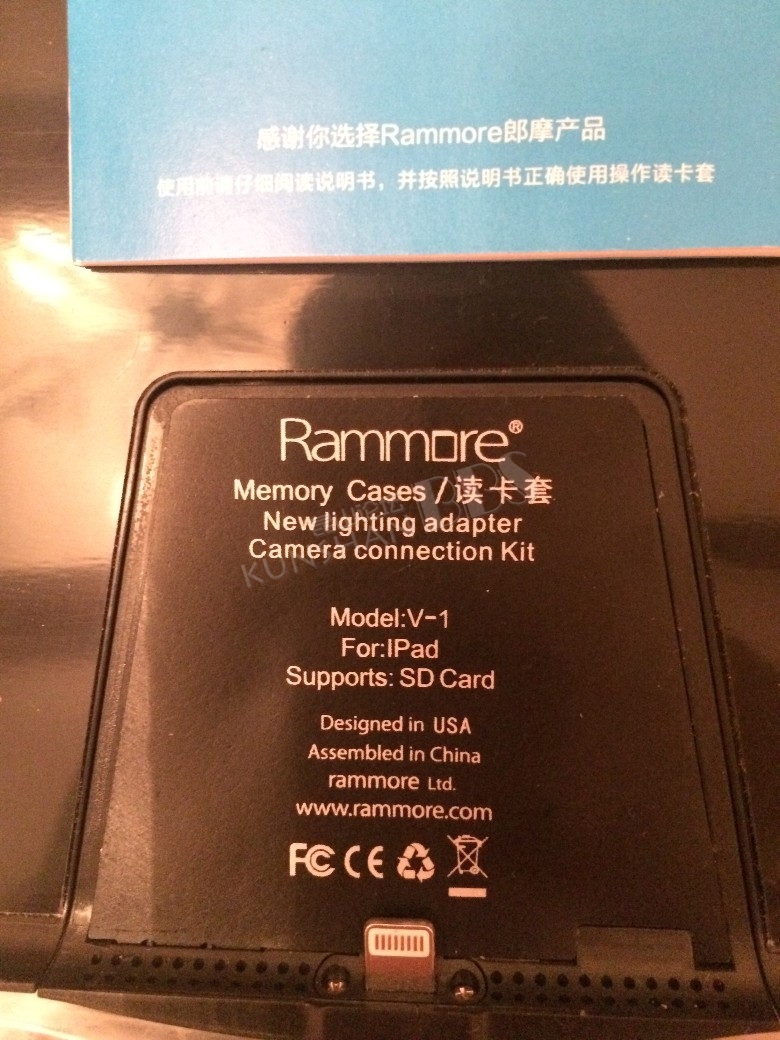 感谢你选择Rammore郎摩产品
使用前请仔细阅读说明书，并按照说明书正确使用操作读卡套
Rammore®
Memory Cases/读卡套
New lighting adapter
Camera connection Kit
KUNSHAN BBS
Model:V-1
For:IPad
Supports: SD Card
Designed in USA
Assembled in China
rammore Ltd.
www.rammore.com
FC CE